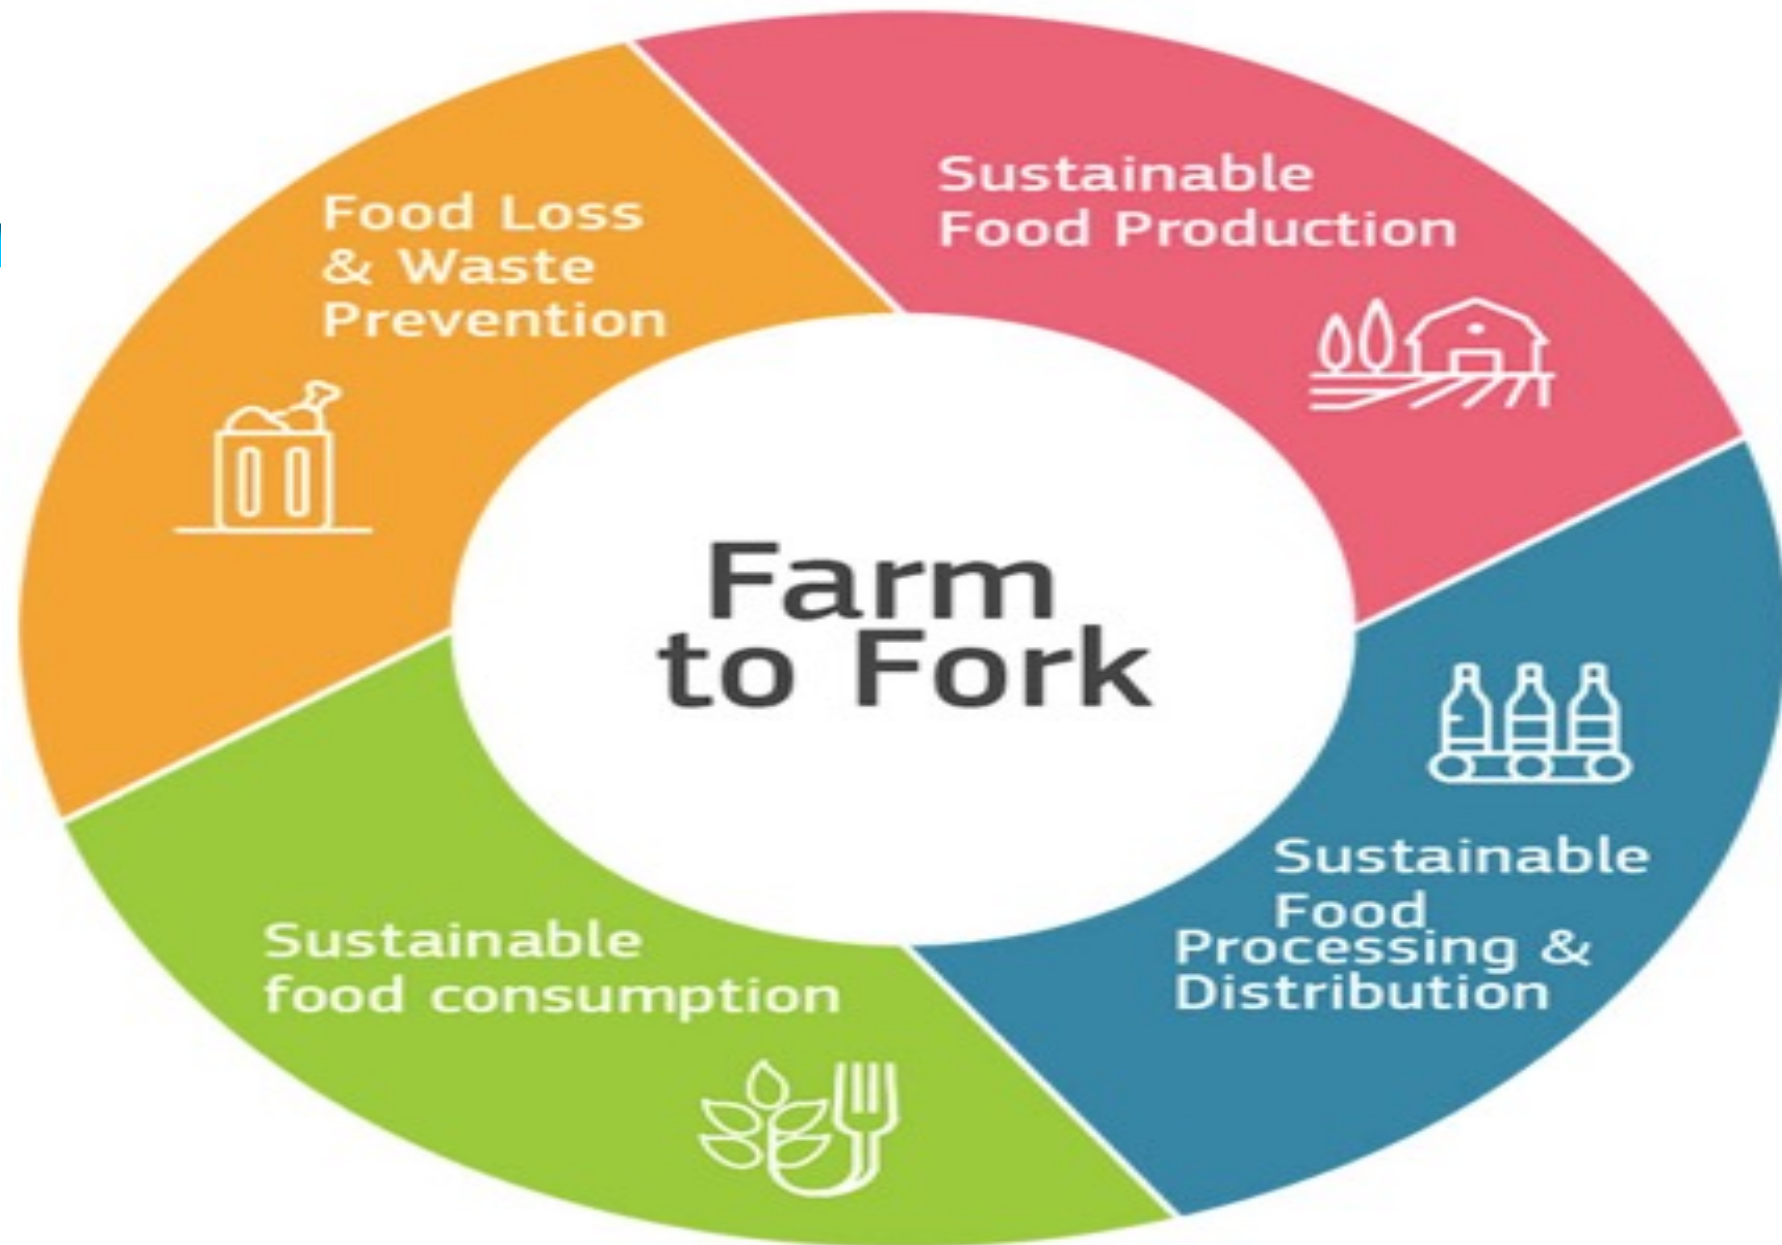 Food Loss
& Waste
Prevention
Sustainable
Food Production
Farm
to Fork
Sustainable
Food
Processing &
Distribution
Sustainable
food consumption